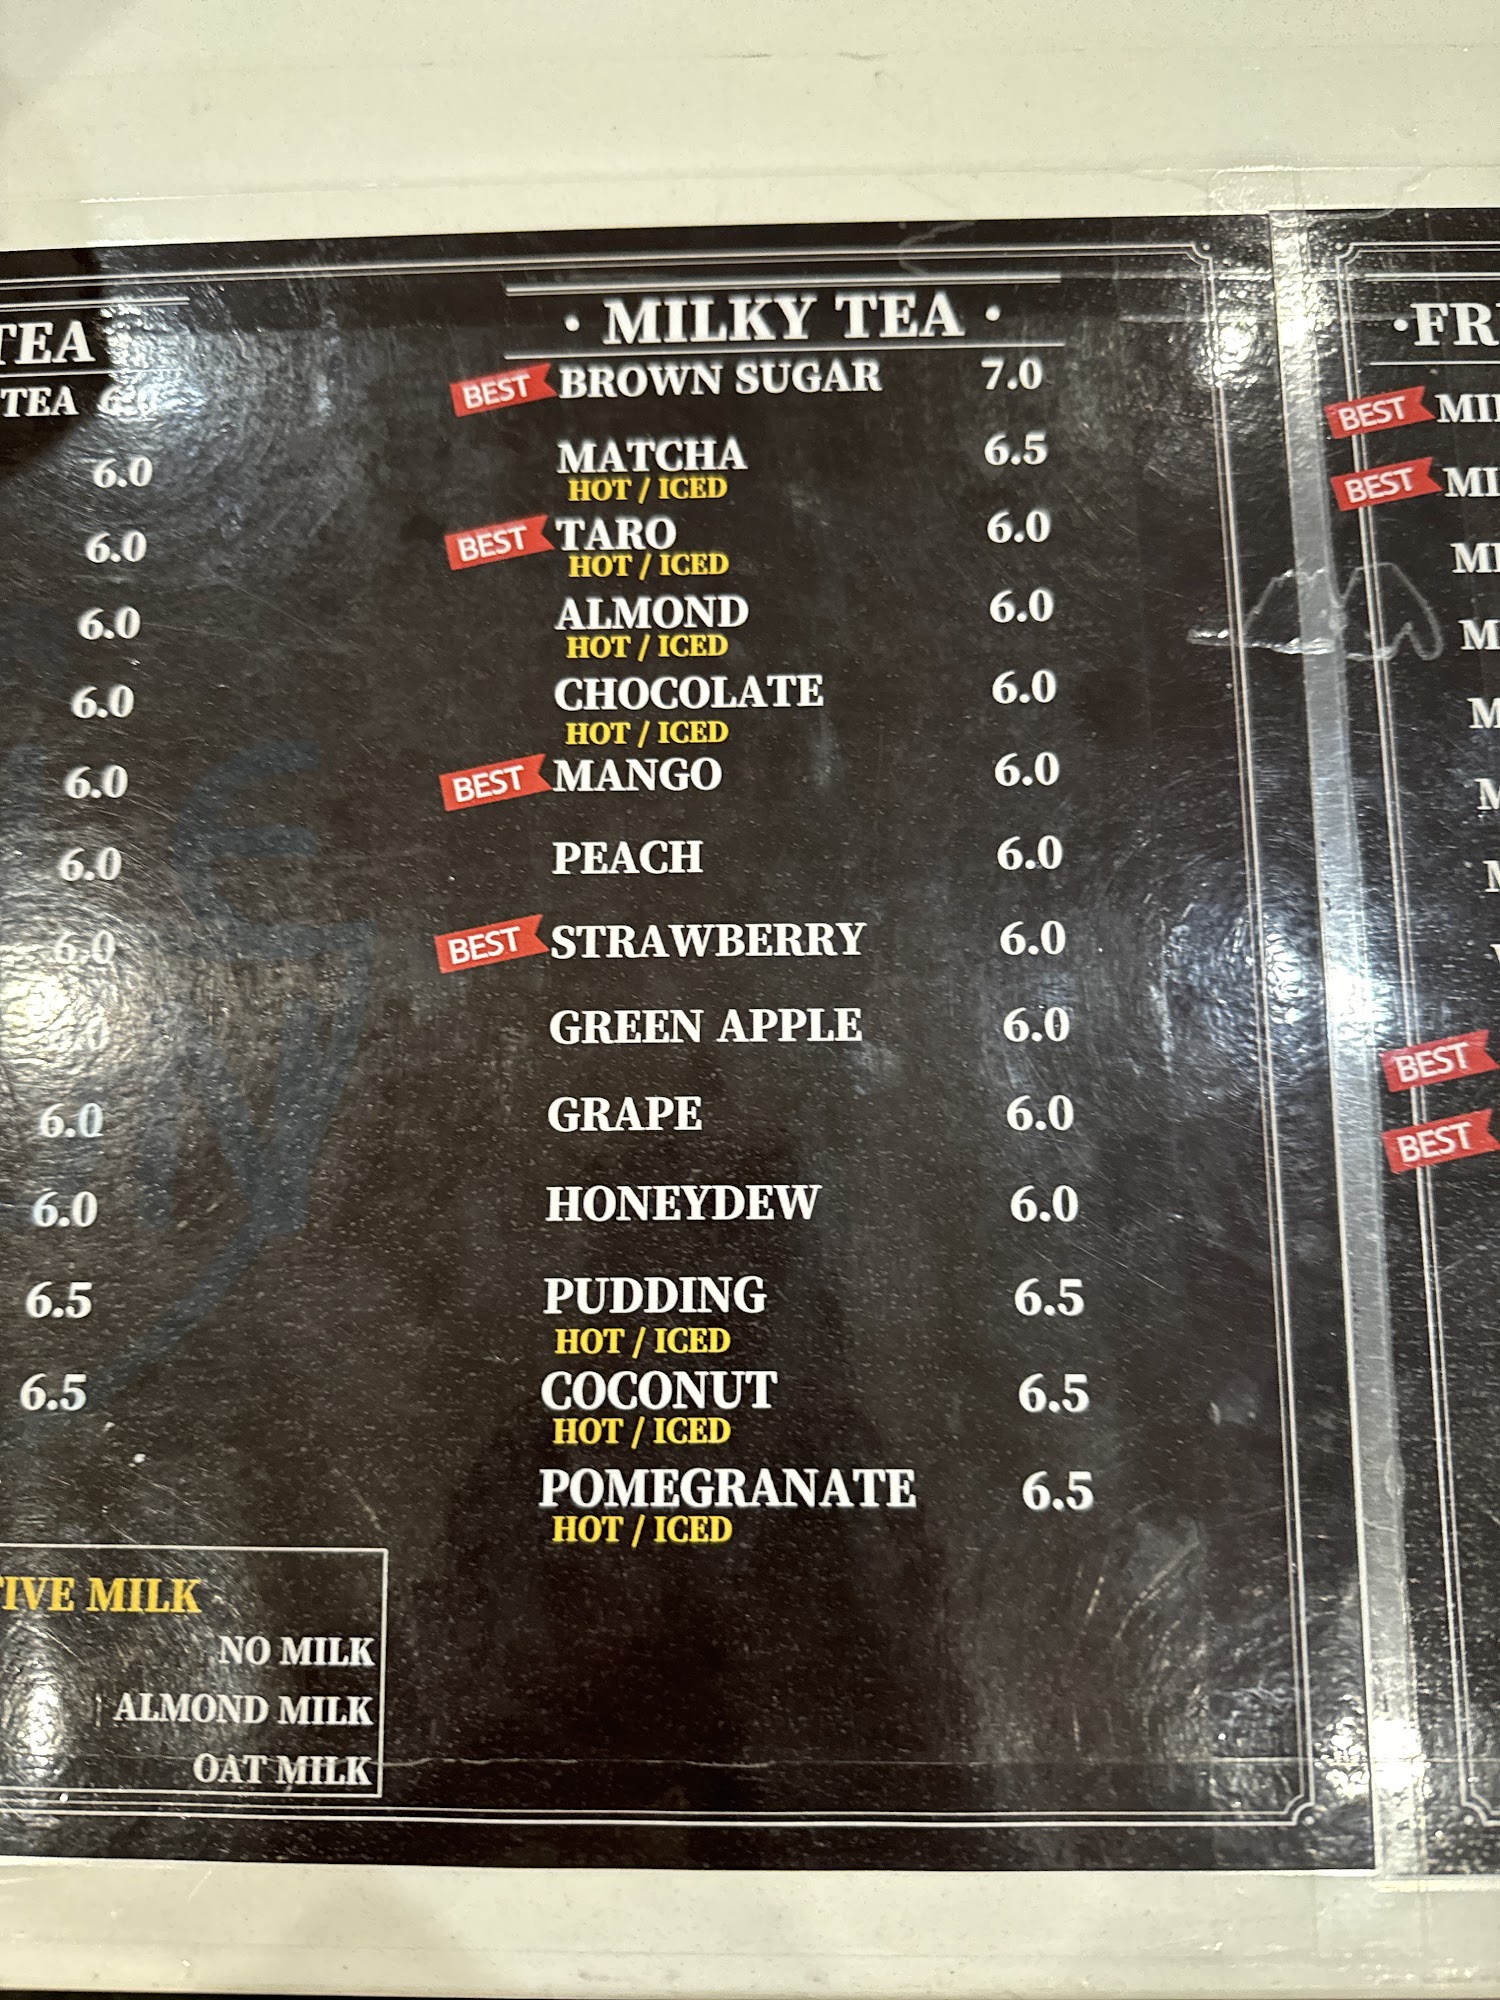 TEA
TEA 6.0
6.0
6.0
6.0
6.0
6.0
6.0
6.0
6.0
6.0
6.0
6.5
6.5
TIVE MILK
NO MILK
ALMOND MILK
OAT MILK
· MILKY TEA ·
BEST BROWN SUGAR 7.0
MATCHA 6.5
HOT / ICED
BEST TARO 6.0
HOT / ICED
ALMOND 6.0
HOT / ICED
CHOCOLATE 6.0
HOT / ICED
BEST MANGO 6.0
PEACH 6.0
BEST STRAWBERRY 6.0
GREEN APPLE 6.0
GRAPE 6.0
HONEYDEW 6.0
PUDDING 6.5
HOT / ICED
COCONUT 6.5
HOT / ICED
POMEGRANATE 6.5
HOT / ICED
·FR
BEST
BEST
BEST
BEST